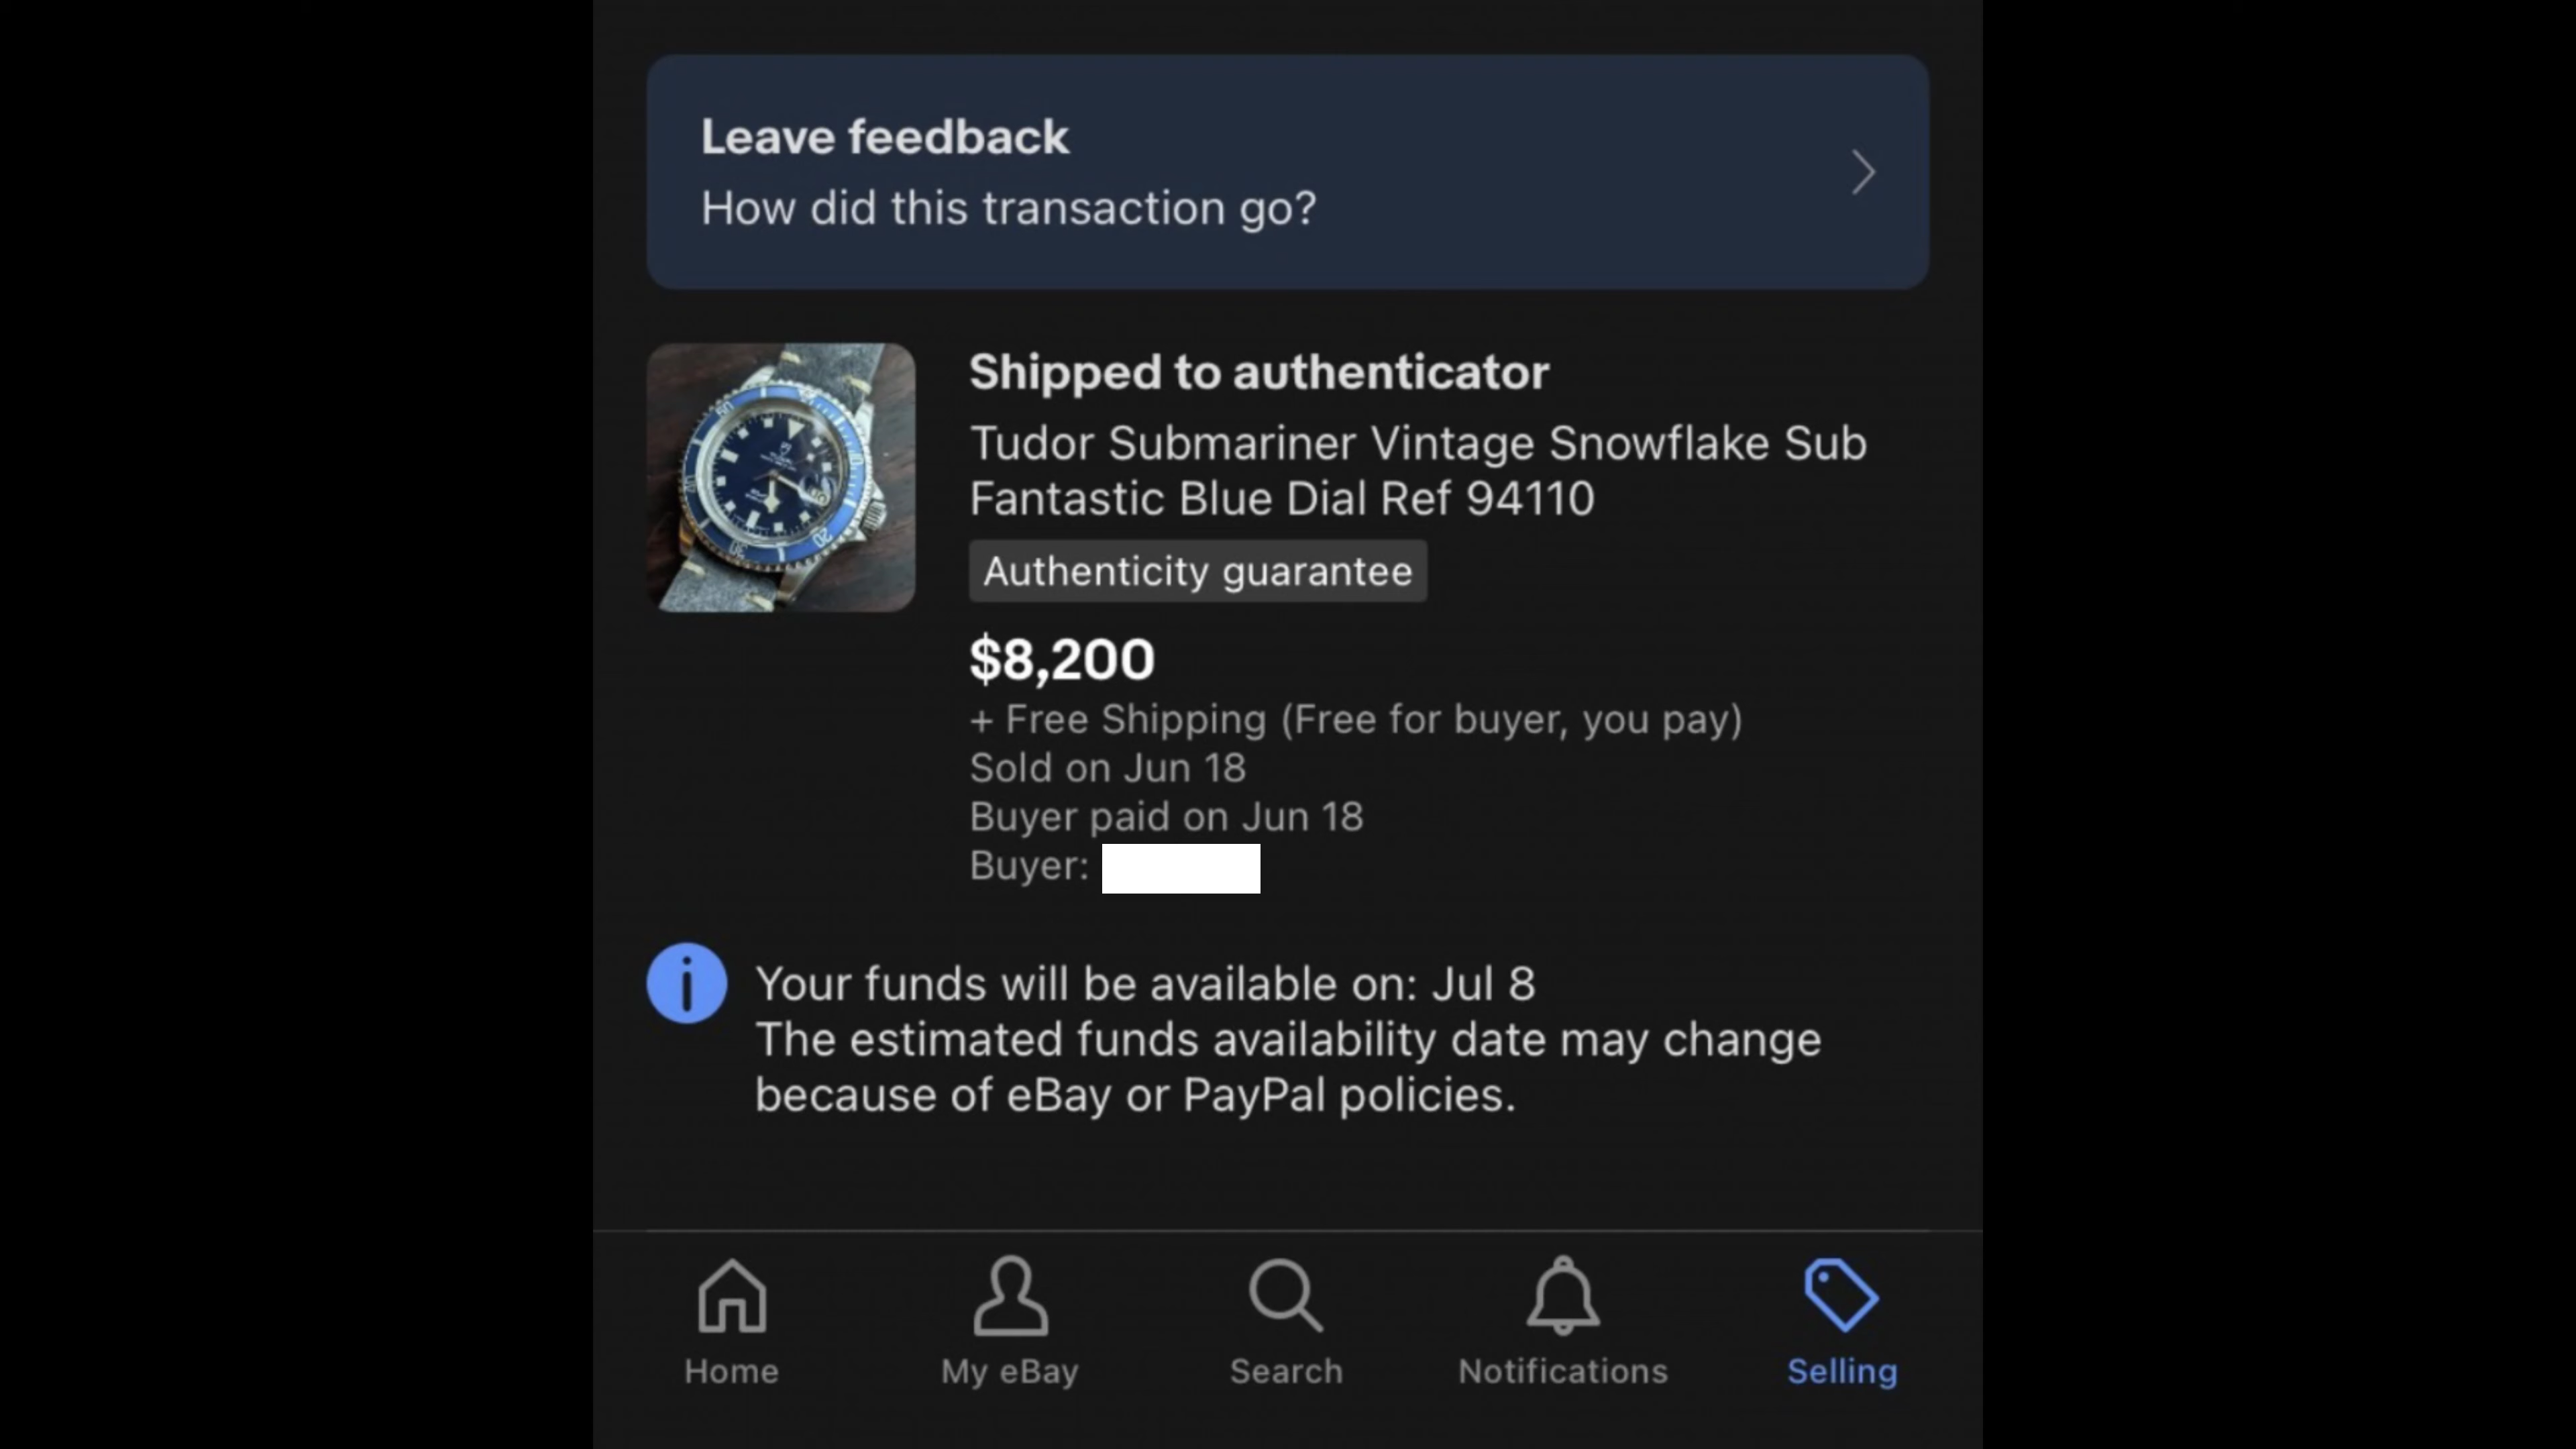 Leave feedback
How did this transaction go?
Shipped to authenticator
Tudor Submariner Vintage Snowflake Sub
Fantastic Blue Dial Ref 94110
Authenticity guarantee
$8,200
+ Free Shipping (Free for buyer, you pay)
Sold on Jun 18
Buyer paid on Jun 18
Buyer:
Your funds will be available on: Jul 8
The estimated funds availability date may change
because of eBay or PayPal policies.
Home
My eBay
Search
Notifications
Selling